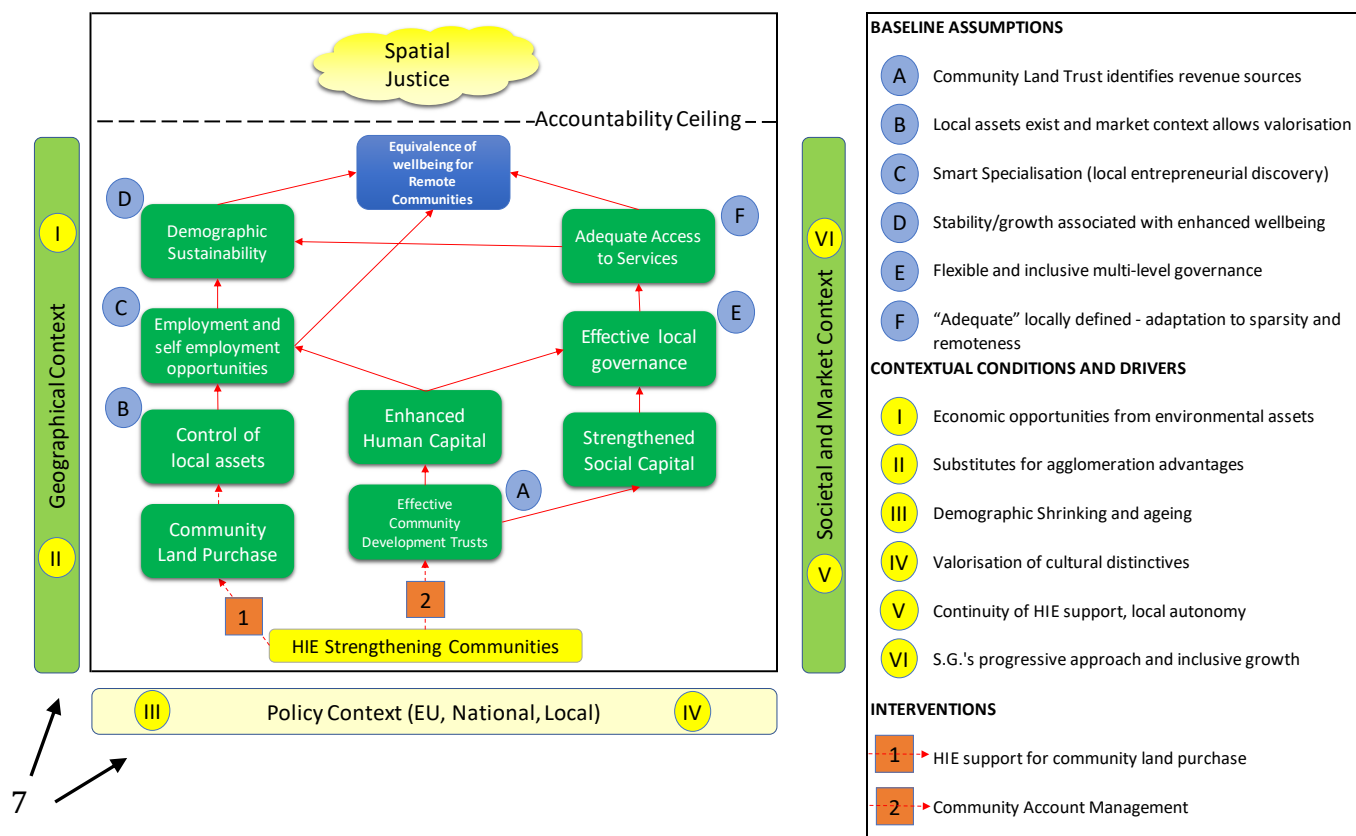 Spatial
Justice
Accountability Ceiling
Equivalence of
wellbeing for
Remote
Communities
D
F
Demographic
Sustainability
Adequate Access
to Services
I
VI
C
E
Employment and
self employment
opportunities
Effective local
governance
B
Control of
local assets
Enhanced
Human Capital
Strengthened
Social Capital
A
Community
Land Purchase
Effective
Community
Development Trusts
II
V
1
2
HIE Strengthening Communities
Geographical Context
Societal and Market Context
III
Policy Context (EU, National, Local)
IV
7
BASELINE ASSUMPTIONS
A Community Land Trust identifies revenue sources
B Local assets exist and market context allows valorisation
C Smart Specialisation (local entrepreneurial discovery)
D Stability/growth associated with enhanced wellbeing
E Flexible and inclusive multi-level governance
F “Adequate” locally defined - adaptation to sparsity and
remoteness
CONTEXTUAL CONDITIONS AND DRIVERS
I Economic opportunities from environmental assets
II Substitutes for agglomeration advantages
III Demographic Shrinking and ageing
IV Valorisation of cultural distinctives
V Continuity of HIE support, local autonomy
VI S.G.'s progressive approach and inclusive growth
INTERVENTIONS
1 HIE support for community land purchase
2 Community Account Management